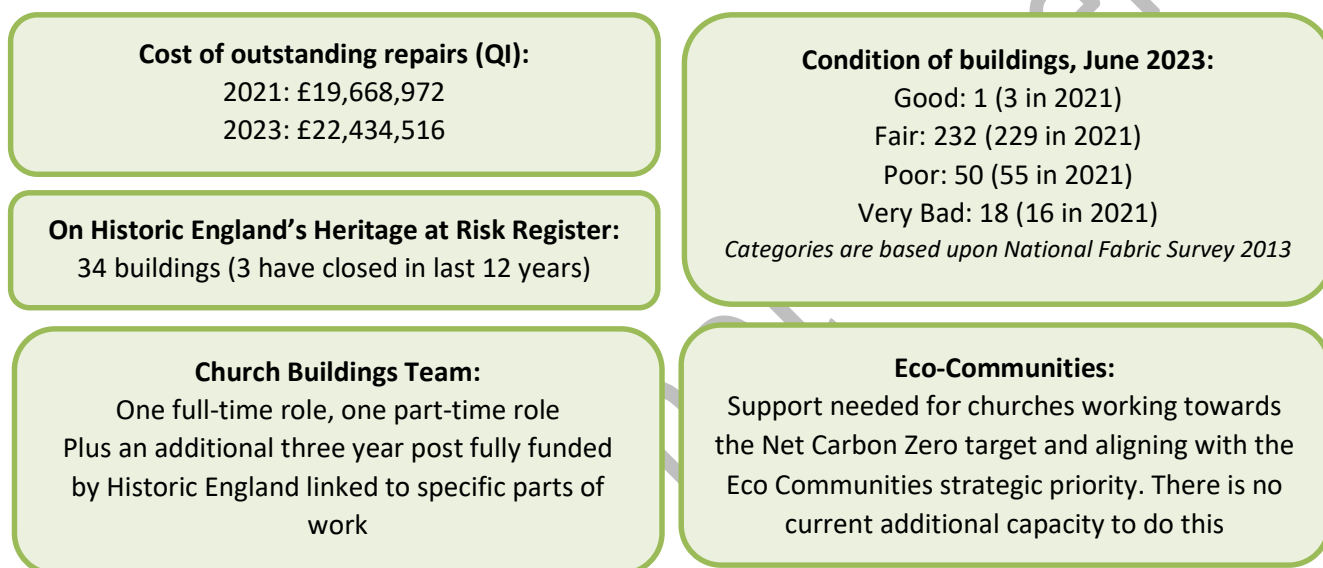 Cost of outstanding repairs (QI):
2021: £19,668,972
2023: £22,434,516
On Historic England's Heritage at Risk Register:
34 buildings (3 have closed in last 12 years)
Church Buildings Team:
One full-time role, one part-time role
Plus an additional three year post fully funded
by Historic England linked to specific parts of
work
Condition of buildings, June 2023:
Good: 1 (3 in 2021)
Fair: 232 (229 in 2021)
Poor: 50 (55 in 2021)
Very Bad: 18 (16 in 2021)
Categories are based upon National Fabric Survey 2013
Eco-Communities:
Support needed for churches working towards
the Net Carbon Zero target and aligning with the
Eco Communities strategic priority. There is no
current additional capacity to do this